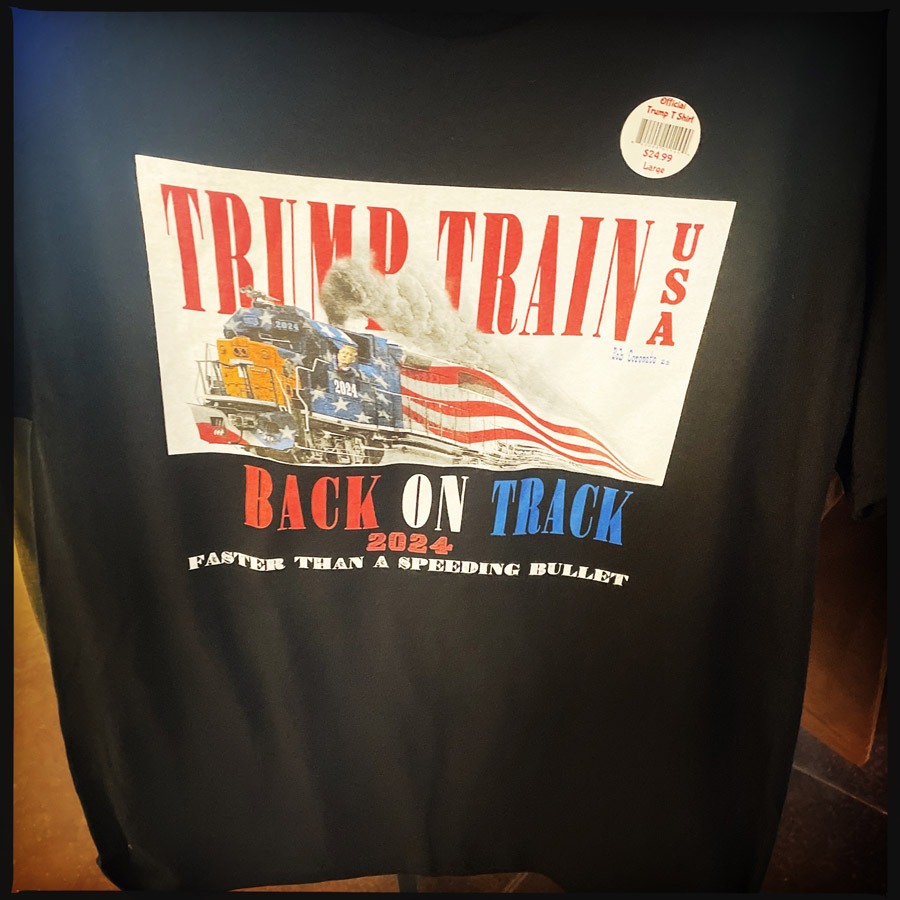 Official
Trump T Shirt
$24.99
Large
TRUMP TRAIN
USA
2024
2024
BACK ON TRACK
2024
FASTER THAN A SPEEDING BULLET